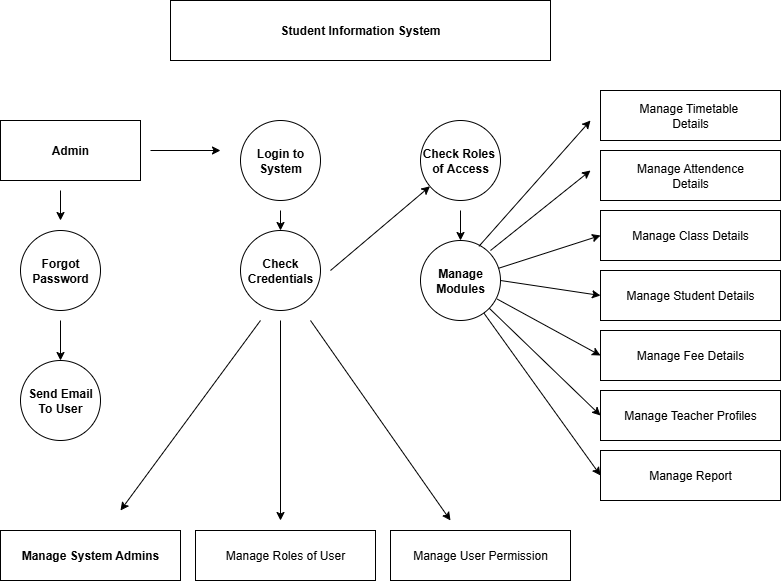 Student Information System
Admin
Login to
System
Check Roles
of Access
Manage Timetable
Details
Manage Attendence
Details
Manage Class Details
Forgot
Password
Check
Credentials
Manage
Modules
Manage Student Details
Manage Fee Details
Send Email
To User
Manage Teacher Profiles
Manage Report
Manage System Admins
Manage Roles of User
Manage User Permission